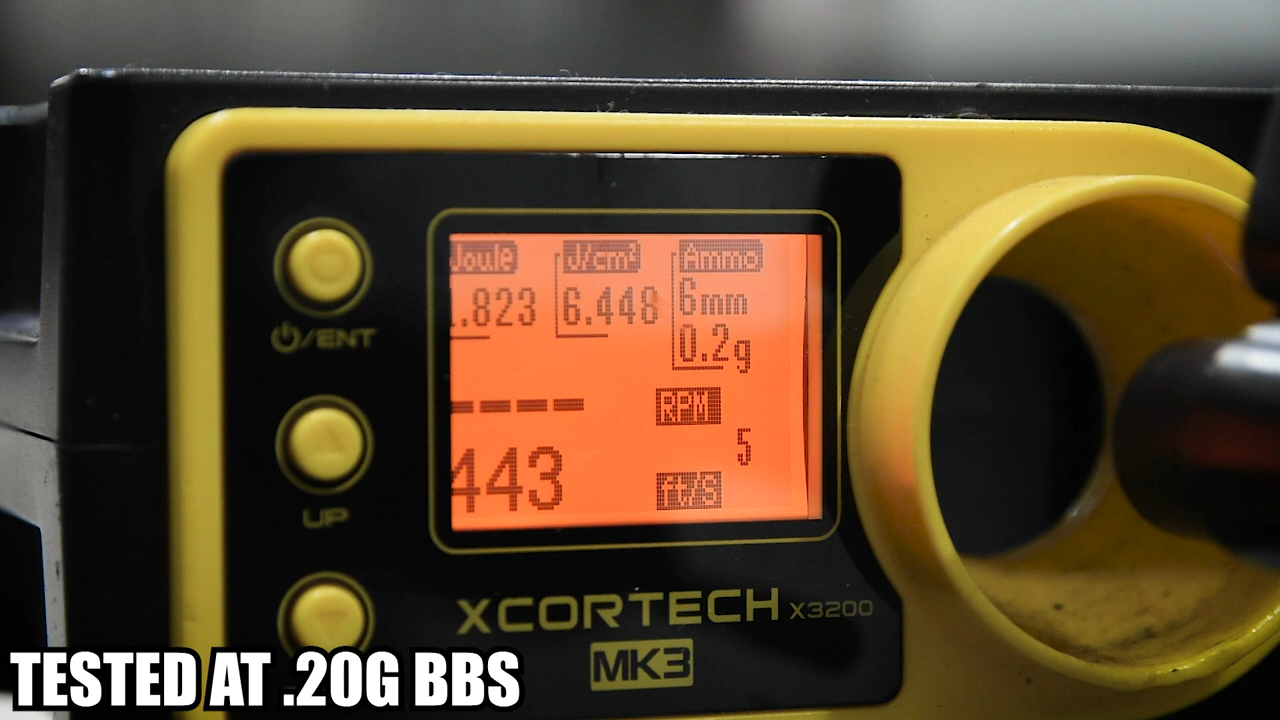 Joule J/cm² Ammo
.823 6.448 6mm
0.2g
----
RPM
5
443
⏻/ENT
UP
XCORTECH X3200
MK3
TESTED AT .20G BBS